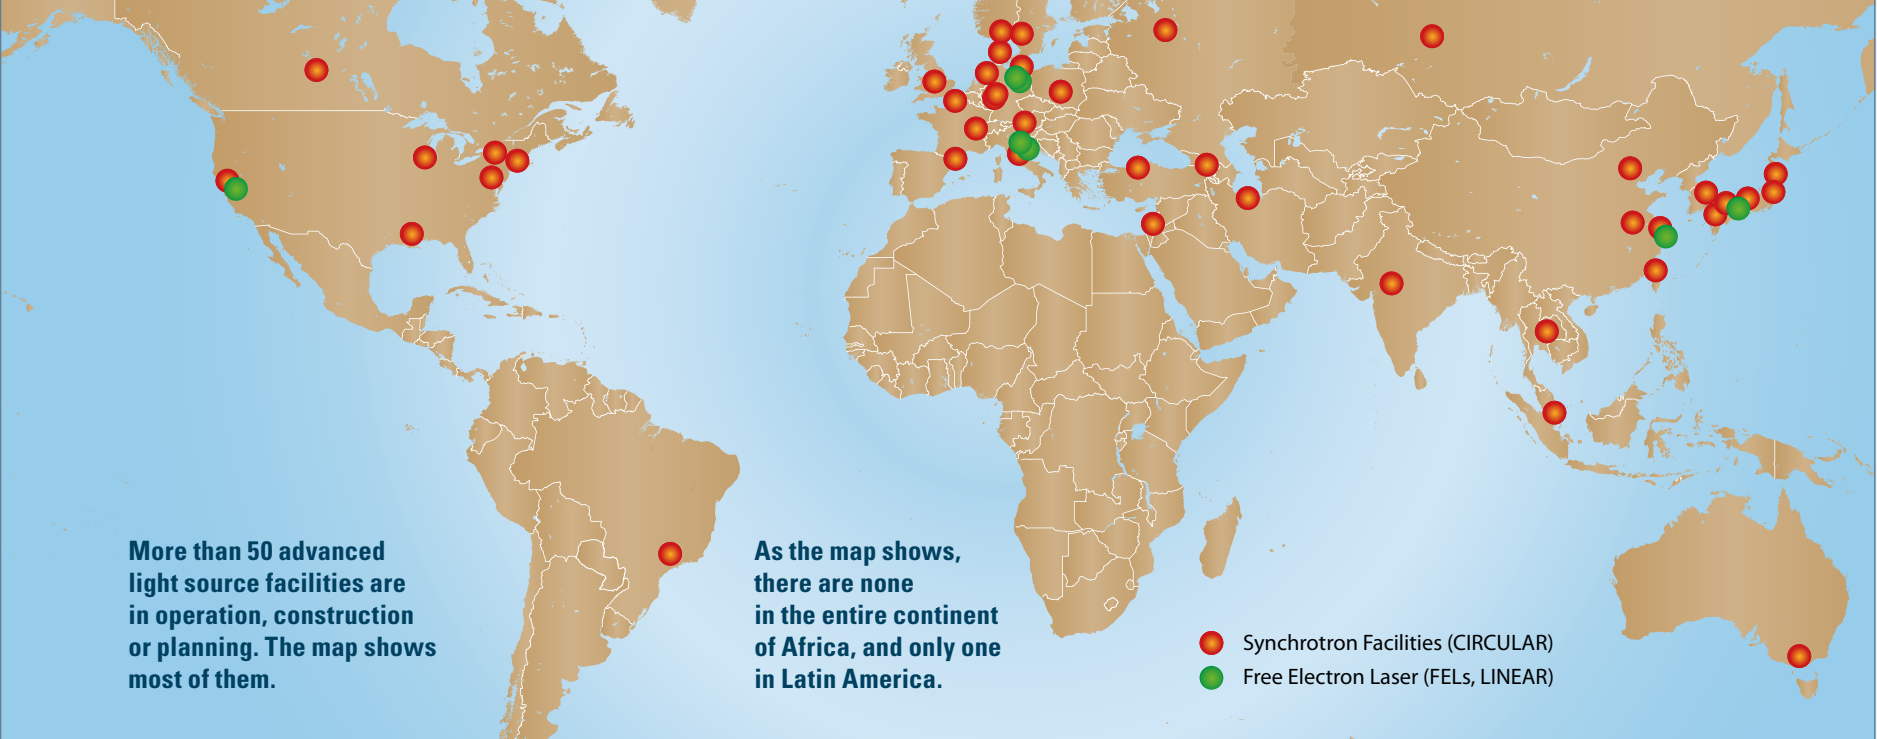 More than 50 advanced
light source facilities are
in operation, construction
or planning. The map shows
most of them.
As the map shows,
there are none
in the entire continent
of Africa, and only one
in Latin America.
Synchrotron Facilities (CIRCULAR)
Free Electron Laser (FELs, LINEAR)